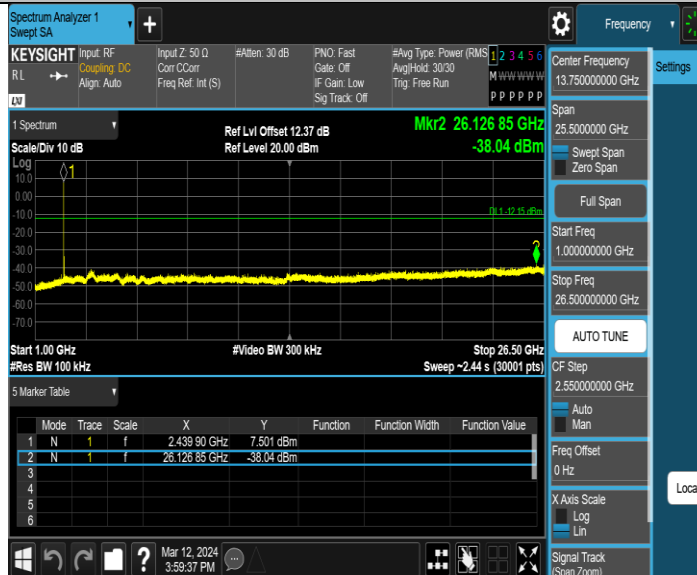 Spectrum Analyzer 1
Swept SA
Frequency
KEYSIGHT
R L
LXI
Input: RF
Coupling: DC
Align: Auto
Input Z: 50 Ω
Corr CCorr
Freq Ref: Int (S)
#Atten: 30 dB
PNO: Fast
Gate: Off
IF Gain: Low
Sig Track: Off
#Avg Type: Power (RMS
Avg|Hold: 30/30
Trig: Free Run
1 2 3 4 5 6
M W W W W W
P P P P P P
1 Spectrum
Scale/Div 10 dB
Log
Ref Lvl Offset 12.37 dB
Ref Level 20.00 dBm
Mkr2 26.126 85 GHz
-38.04 dBm
10.0
0.00
-10.0
-20.0
-30.0
-40.0
-50.0
-60.0
-70.0
1
DL1 -12.15 dBm
2
Start 1.00 GHz
#Res BW 100 kHz
#Video BW 300 kHz
Stop 26.50 GHz
Sweep ~2.44 s (30001 pts)
5 Marker Table
Mode Trace Scale X Y Function Function Width Function Value
1 N 1 f 2.439 90 GHz 7.501 dBm
2 N 1 f 26.126 85 GHz -38.04 dBm
3
4
5
6
Mar 12, 2024
3:59:37 PM
Center Frequency
13.750000000 GHz
Span
25.5000000 GHz
Swept Span
Zero Span
Full Span
Start Freq
1.000000000 GHz
Stop Freq
26.500000000 GHz
AUTO TUNE
CF Step
2.550000000 GHz
Auto
Man
Freq Offset
0 Hz
X Axis Scale
Log
Lin
Signal Track
(Span Zoom)
Settings
Loca